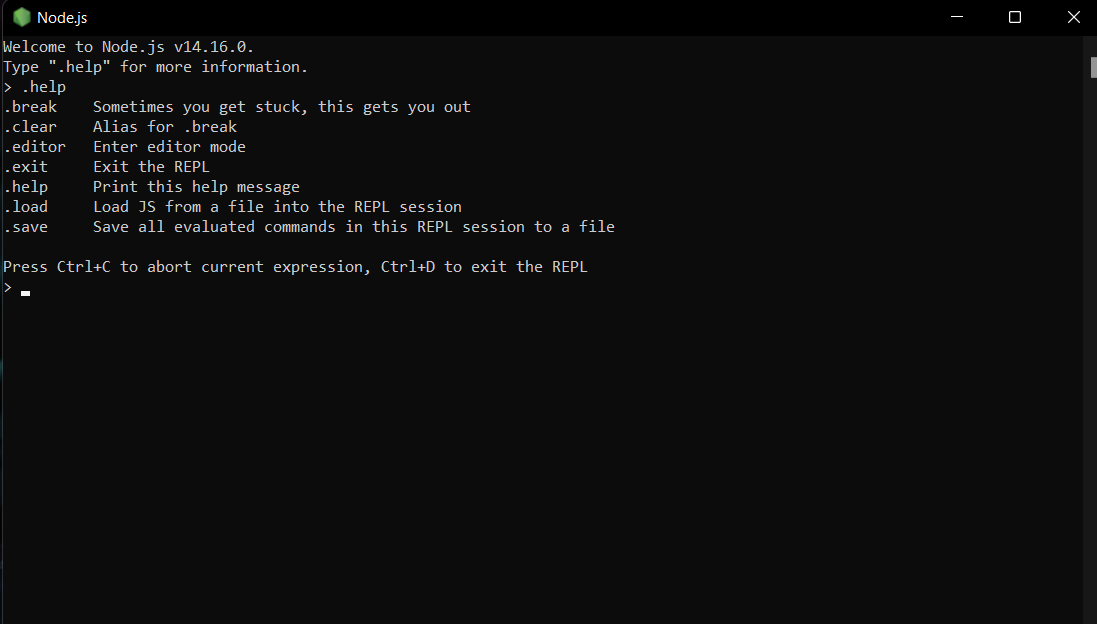 Node.js
Welcome to Node.js v14.16.0.
Type ".help" for more information.
> .help
.break    Sometimes you get stuck, this gets you out
.clear    Alias for .break
.editor   Enter editor mode
.exit     Exit the REPL
.help     Print this help message
.load     Load JS from a file into the REPL session
.save     Save all evaluated commands in this REPL session to a file
Press Ctrl+C to abort current expression, Ctrl+D to exit the REPL
>